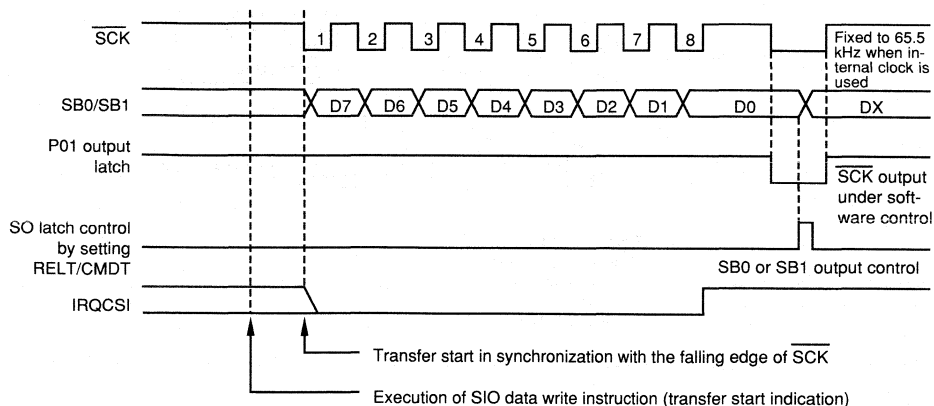 SCK
1 2 3 4 5 6 7 8
Fixed to 65.5
kHz when in-
ternal clock is
used
SB0/SB1
D7 D6 D5 D4 D3 D2 D1 D0 DX
P01 output
latch
SCK output
under soft-
ware control
SO latch control
by setting
RELT/CMDT
SB0 or SB1 output control
IRQCSI
Transfer start in synchronization with the falling edge of SCK
Execution of SIO data write instruction (transfer start indication)